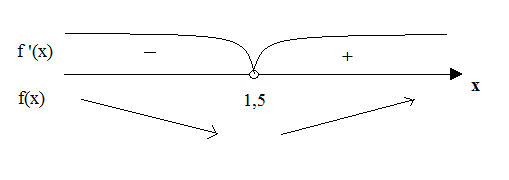 f '(x) − +
x
f(x) 1,5